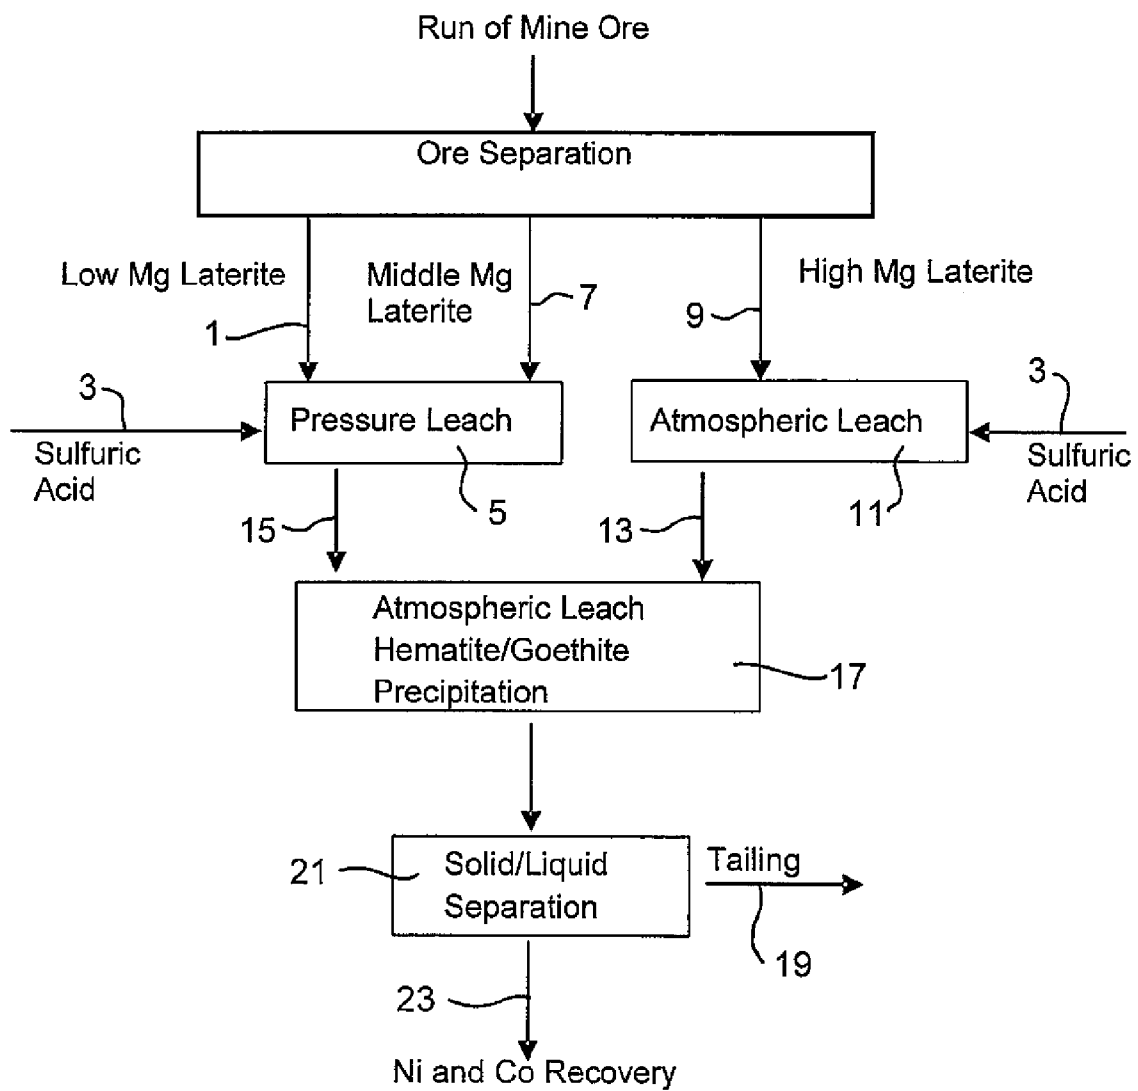 Run of Mine Ore
Ore Separation
Low Mg Laterite
Middle Mg
Laterite
7
High Mg Laterite
1
9
3
Pressure Leach
Atmospheric Leach
3
Sulfuric
Acid
Sulfuric
Acid
15
5
13
11
Atmospheric Leach
Hematite/Goethite
Precipitation
17
21
Solid/Liquid
Separation
Tailing
19
23
Ni and Co Recovery